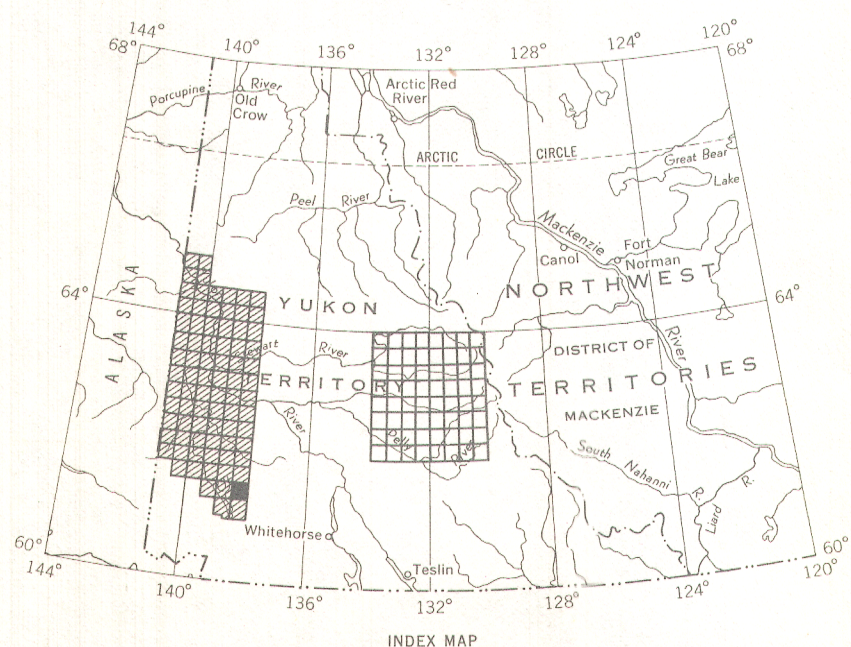 144°
68°
140°
136°
132°
128°
124°
120°
68°
Porcupine River
Old
Crow
Arctic Red
River
ARCTIC CIRCLE
Great Bear
Lake
Peel River
Mackenzie
Canol
Fort
Norman
ALASKA
64°
YUKON
NORTHWEST
64°
River
River
DISTRICT OF
TERRITORY
TERRITORIES
MACKENZIE
River
Pelly
River
South
Nahanni
R.
Liard
R.
Whitehorse
Teslin
60°
144°
140°
136°
132°
128°
124°
60°
120°
INDEX MAP